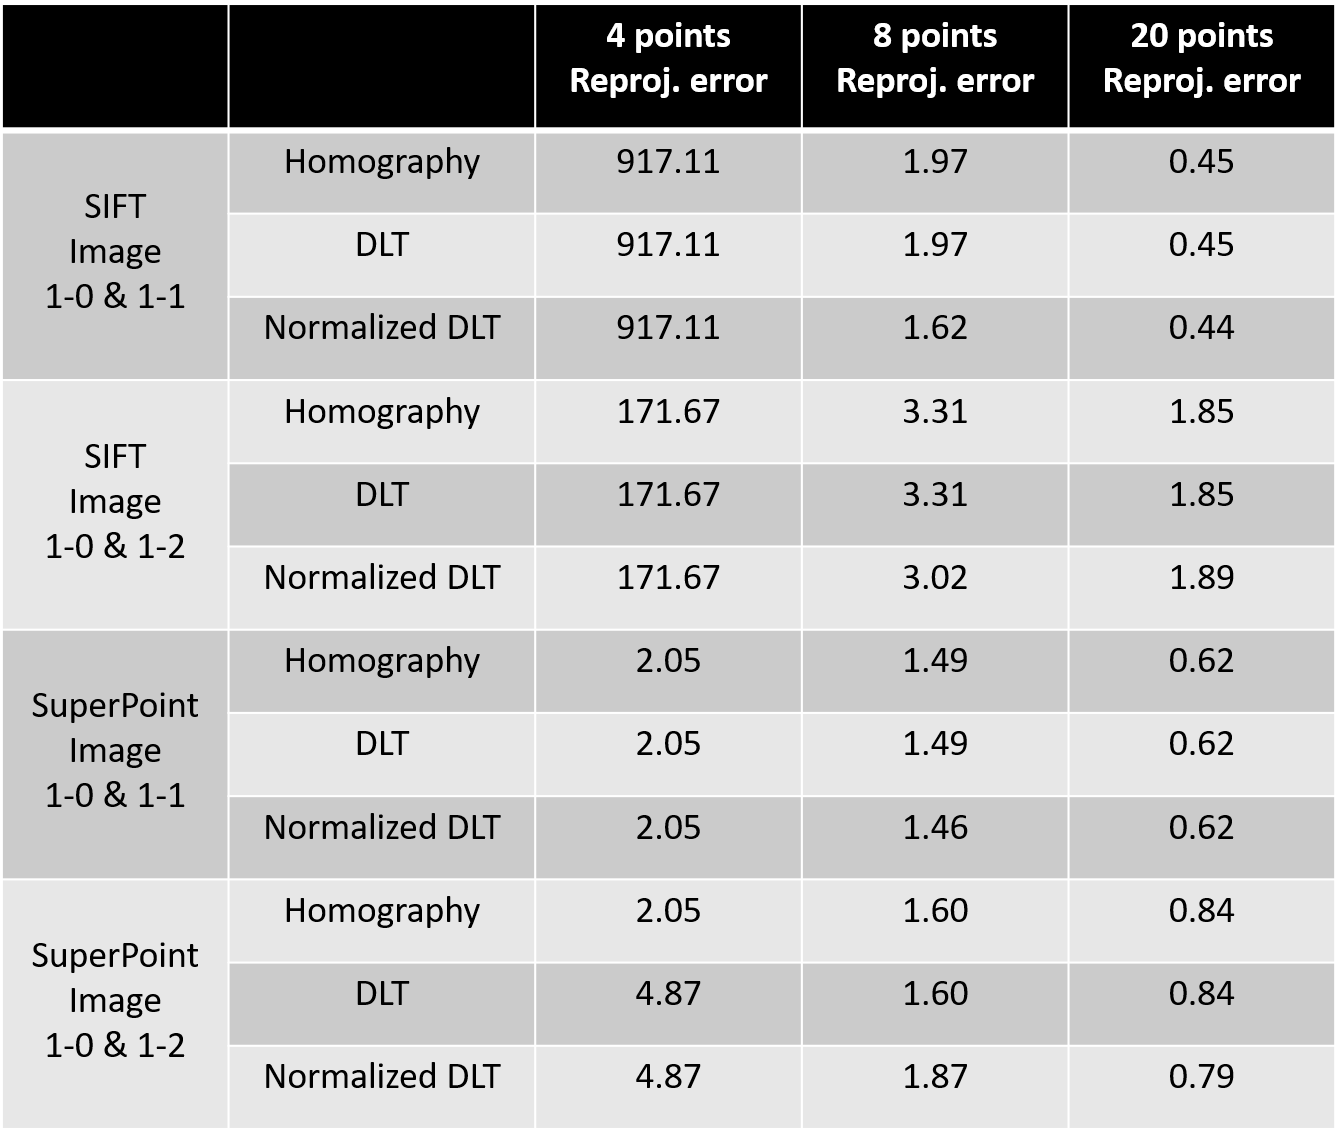 4 points
Reproj. error
8 points
Reproj. error
20 points
Reproj. error
SIFT
Image
1-0 & 1-1
Homography 917.11 1.97 0.45
DLT 917.11 1.97 0.45
Normalized DLT 917.11 1.62 0.44
SIFT
Image
1-0 & 1-2
Homography 171.67 3.31 1.85
DLT 171.67 3.31 1.85
Normalized DLT 171.67 3.02 1.89
SuperPoint
Image
1-0 & 1-1
Homography 2.05 1.49 0.62
DLT 2.05 1.49 0.62
Normalized DLT 2.05 1.46 0.62
SuperPoint
Image
1-0 & 1-2
Homography 2.05 1.60 0.84
DLT 4.87 1.60 0.84
Normalized DLT 4.87 1.87 0.79